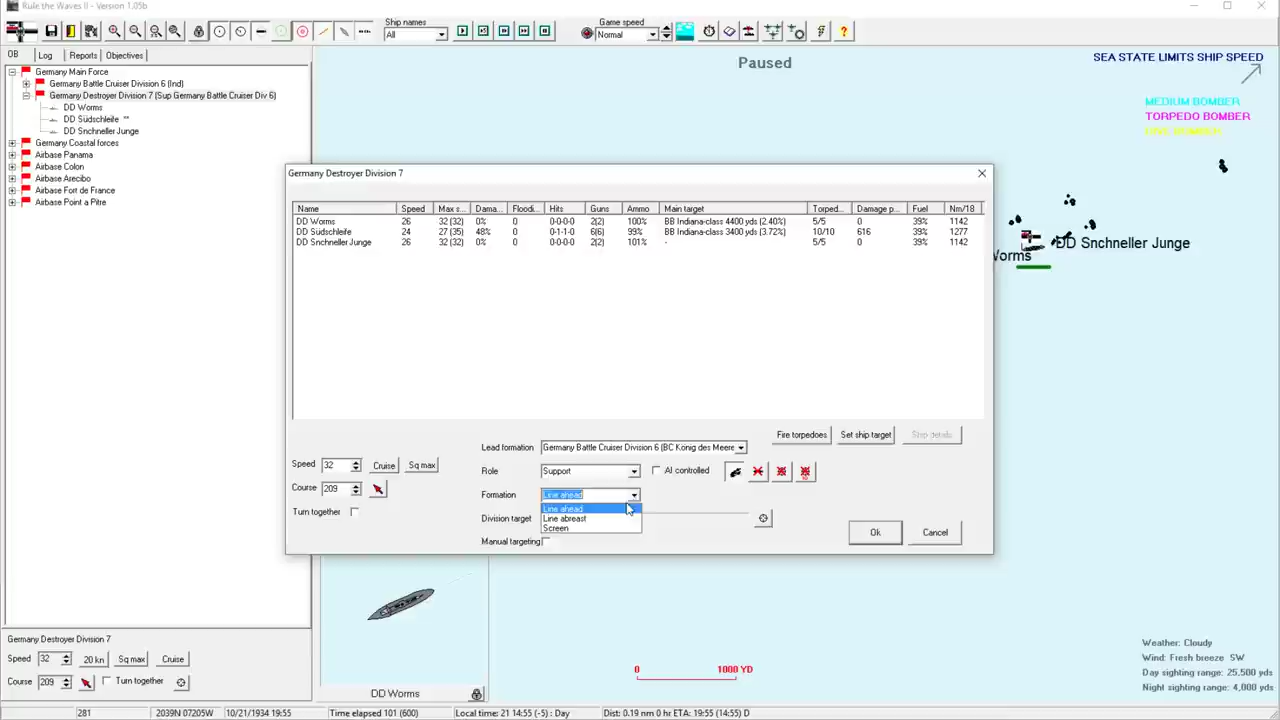 Rule the Waves II - Version 1.05b
Ship names
All
Game speed
Normal
OB
Log
Reports
Objectives
Germany Main Force
Germany Battle Cruiser Division 6 (Ind)
Germany Destroyer Division 7 (Sup Germany Battle Cruiser Div 6)
DD Worms
DD Südschleife **
DD Snchneller Junge
Germany Coastal forces
Airbase Panama
Airbase Colon
Airbase Arecibo
Airbase Fort de France
Airbase Point a Pitre
Paused
SEA STATE LIMITS SHIP SPEED
MEDIUM BOMBER
TORPEDO BOMBER
DIVE BOMBER
DD Snchneller Junge
Worms
Germany Destroyer Division 7
Name Speed Max s... Dama... Floodi... Hits Guns Ammo Main target Torped... Damage p... Fuel Nm/18
DD Worms 26 32 (32) 0% 0 0-0-0-0 2(2) 100% BB Indiana-class 4400 yds (2.40%) 5/5 0 39% 1142
DD Südschleife 24 27 (35) 48% 0 0-1-1-0 6(6) 99% BB Indiana-class 3400 yds (3.72%) 10/10 616 39% 1277
DD Snchneller Junge 26 32 (32) 0% 0 0-0-0-0 2(2) 101% - 5/5 0 39% 1142
Fire torpedoes
Set ship target
Ship details
Lead formation Germany Battle Cruiser Division 6 (BC König des Meere
Speed 32 Cruise Sq max
Role Support
AI controlled
Course 209
Formation Line ahead
Line ahead
Line abreast
Screen
Turn together
Division target
Manual targeting
Ok
Cancel
Germany Destroyer Division 7
Speed 32 20 kn Sq max Cruise
Course 209 Turn together
DD Worms
0 1000 YD
Weather: Cloudy
Wind: Fresh breeze SW
Day sighting range: 25,500 yds
Night sighting range: 4,000 yds
281 2039N 07205W 10/21/1934 19:55 Time elapsed 101 (600) Local time: 21 14:55 (-5) : Day Dist: 0.19 nm 0 hr ETA: 19:55 (14:55) D